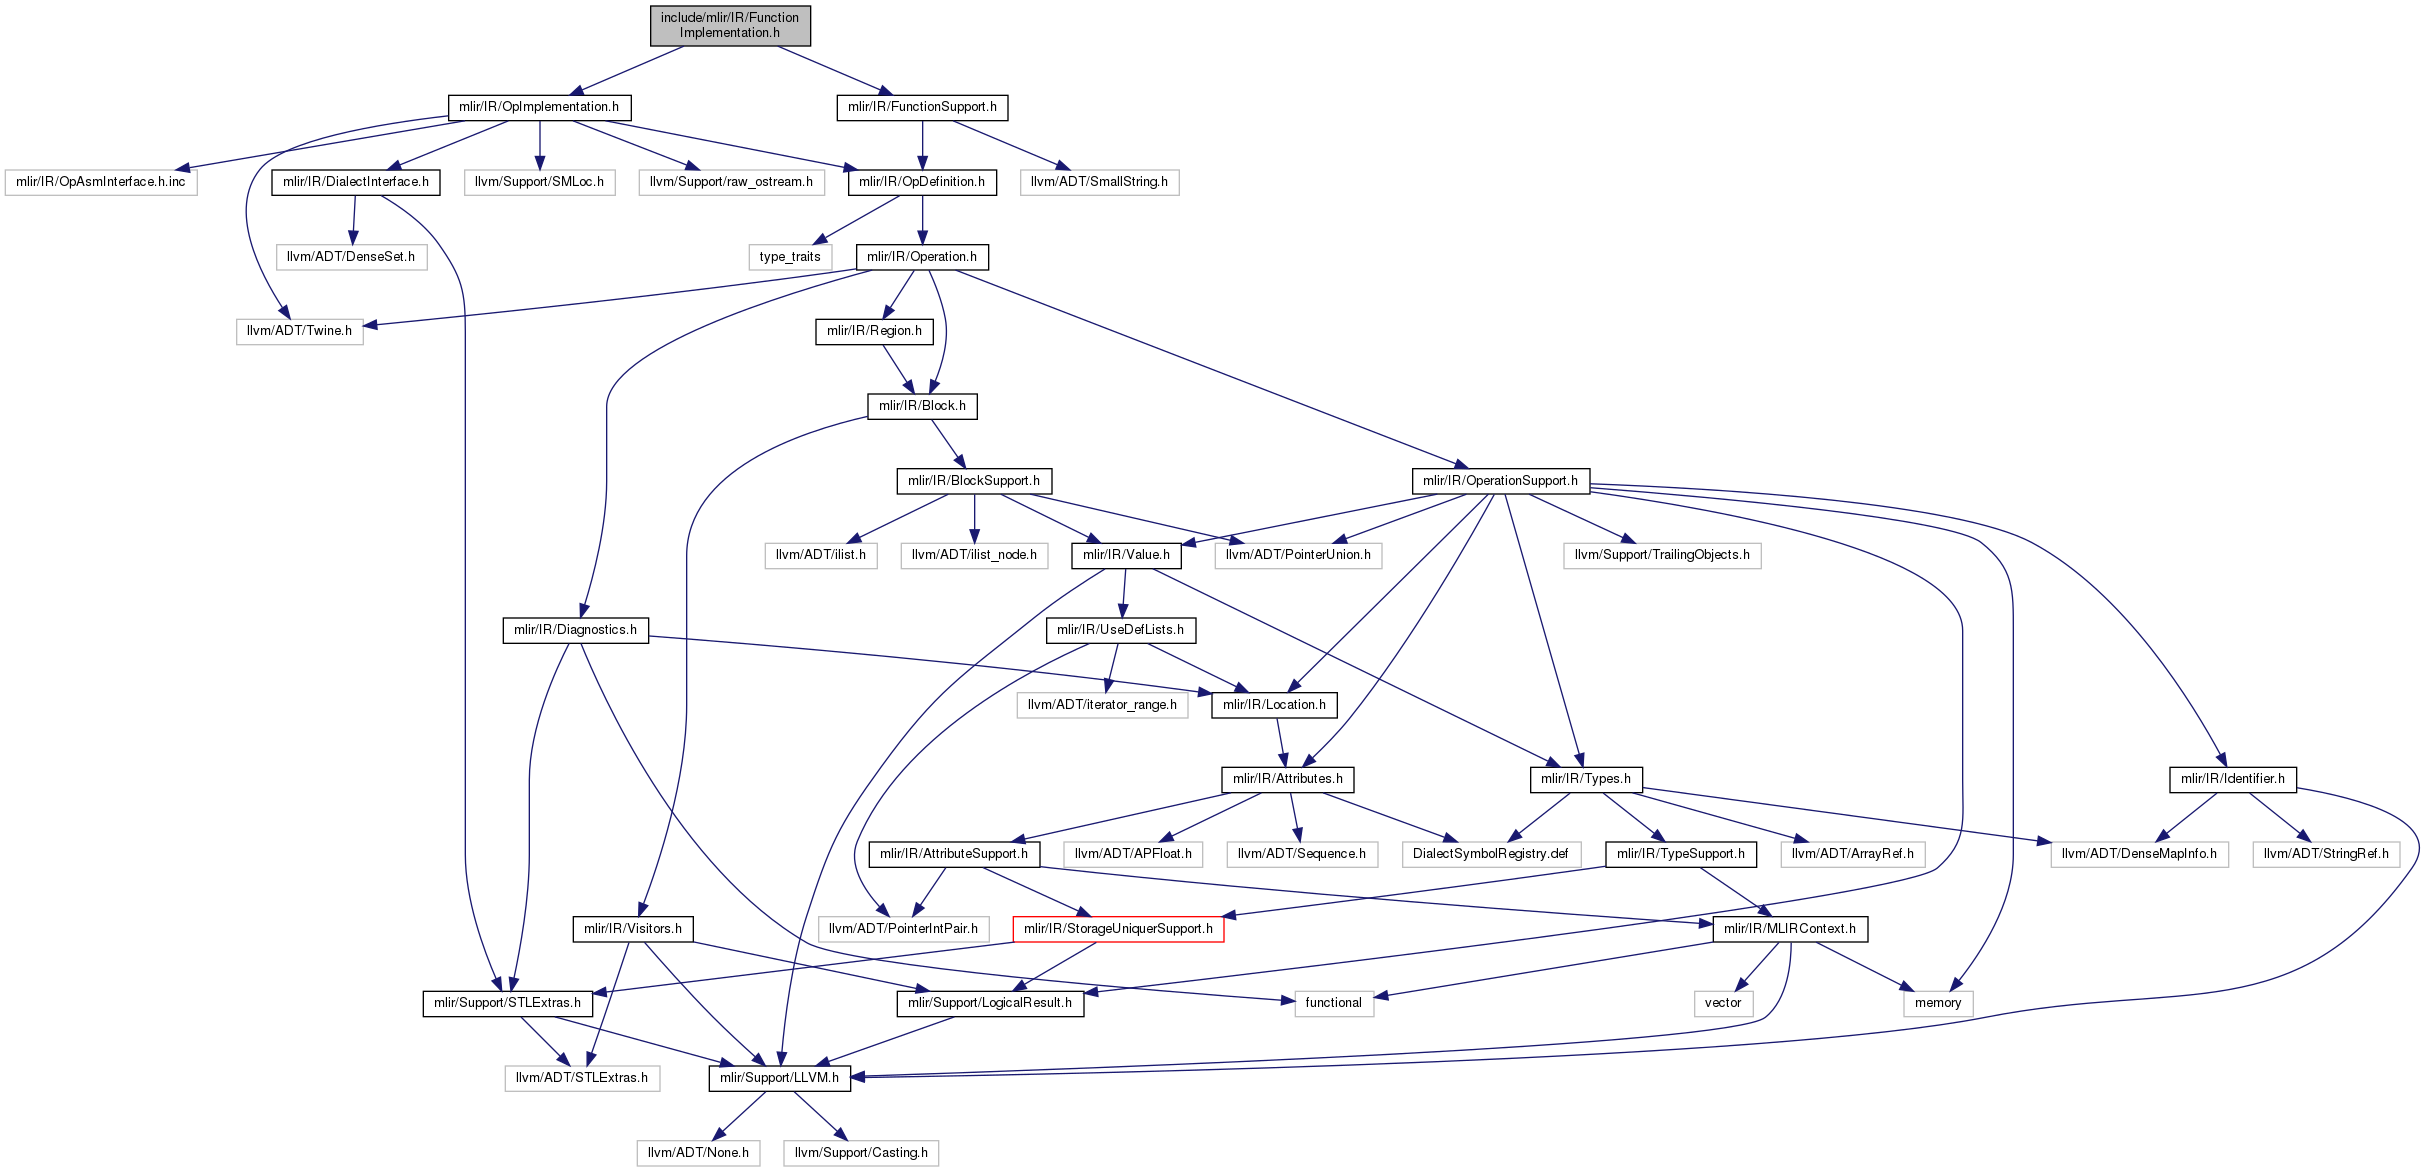 include/mlir/IR/Function
Implementation.h
mlir/IR/OpImplementation.h
mlir/IR/FunctionSupport.h
mlir/IR/OpAsmInterface.h.inc
mlir/IR/DialectInterface.h
llvm/Support/SMLoc.h
llvm/Support/raw_ostream.h
mlir/IR/OpDefinition.h
llvm/ADT/SmallString.h
llvm/ADT/DenseSet.h
type_traits
mlir/IR/Operation.h
llvm/ADT/Twine.h
mlir/IR/Region.h
mlir/IR/Block.h
mlir/IR/BlockSupport.h
mlir/IR/OperationSupport.h
llvm/ADT/ilist.h
llvm/ADT/ilist_node.h
mlir/IR/Value.h
llvm/ADT/PointerUnion.h
llvm/Support/TrailingObjects.h
mlir/IR/Diagnostics.h
mlir/IR/UseDefLists.h
llvm/ADT/iterator_range.h
mlir/IR/Location.h
mlir/IR/Attributes.h
mlir/IR/Types.h
mlir/IR/Identifier.h
mlir/IR/AttributeSupport.h
llvm/ADT/APFloat.h
llvm/ADT/Sequence.h
DialectSymbolRegistry.def
mlir/IR/TypeSupport.h
llvm/ADT/ArrayRef.h
llvm/ADT/DenseMapInfo.h
llvm/ADT/StringRef.h
mlir/IR/Visitors.h
llvm/ADT/PointerIntPair.h
mlir/IR/StorageUniquerSupport.h
mlir/IR/MLIRContext.h
mlir/Support/STLExtras.h
mlir/Support/LogicalResult.h
functional
vector
memory
llvm/ADT/STLExtras.h
mlir/Support/LLVM.h
llvm/ADT/None.h
llvm/Support/Casting.h